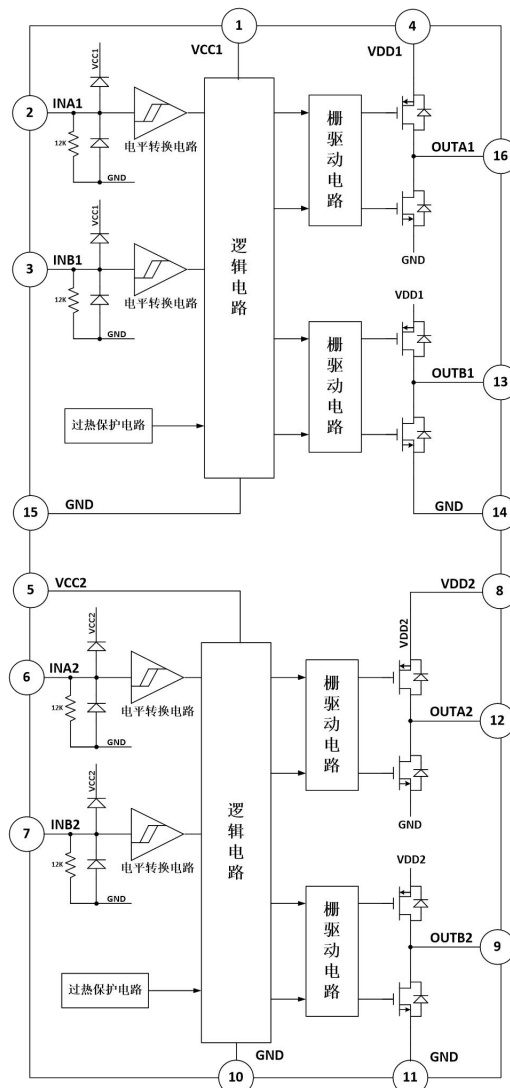 1
VCC1
4
VDD1
VCC1
2
INA1
12K
GND
电平转换电路
栅驱动电路
OUTA1
16
GND
VCC1
3
INB1
12K
GND
电平转换电路
逻辑电路
VDD1
栅驱动电路
OUTB1
13
过热保护电路
15
GND
GND
14
5
VCC2
VDD2
8
VDD2
VCC2
6
INA2
12K
GND
电平转换电路
栅驱动电路
OUTA2
12
GND
VCC2
7
INB2
12K
GND
电平转换电路
逻辑电路
VDD2
栅驱动电路
OUTB2
9
过热保护电路
10
GND
11
GND